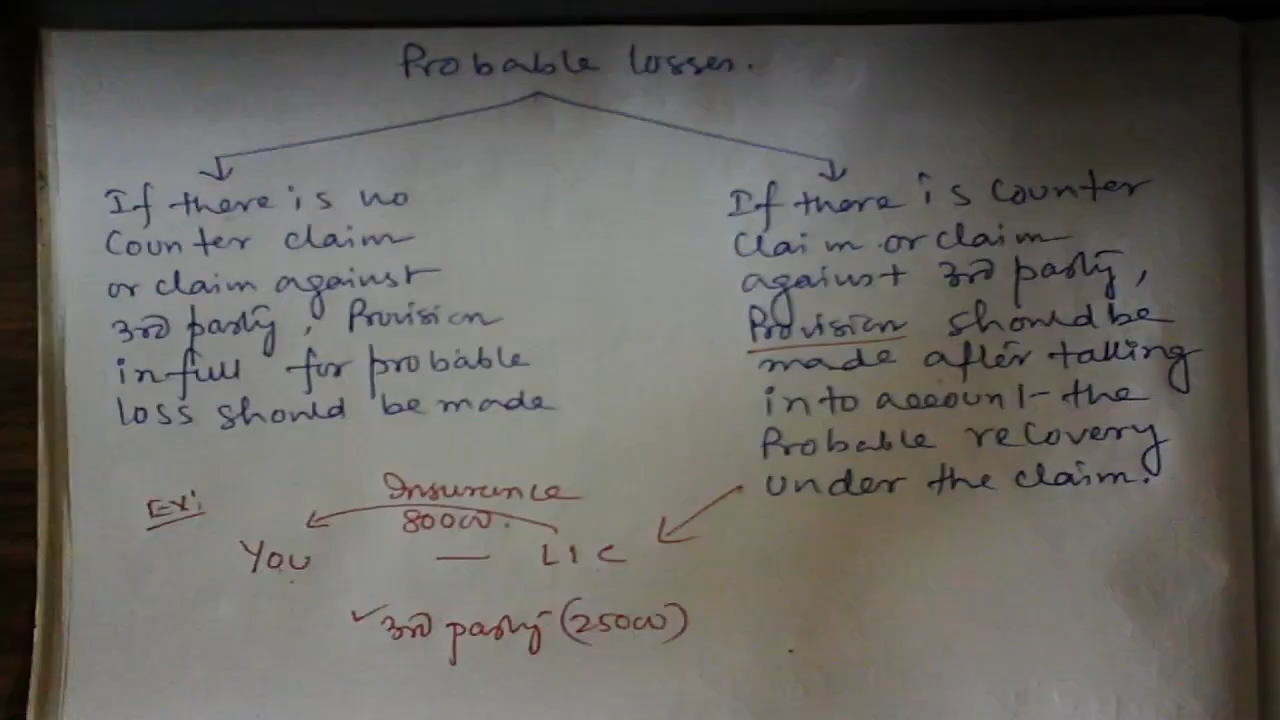 Probable losses.
If there is no
Counter claim
or claim against
3rd party, Provision
in full for probable
loss should be made
If there is Counter
Claim or claim
against 3rd party,
Provision should be
made after taking
into account the
Probable recovery
under the claim.
Ex:
Insurance
80000.
You — LIC
✓3rd party (25000)